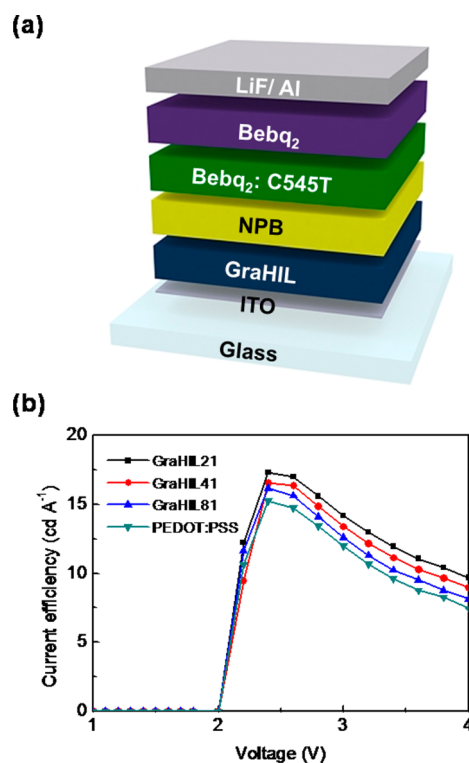 (a)
LiF/ Al
Bebq₂
Bebq₂: C545T
NPB
GraHIL
ITO
Glass
(b)
20
15
10
5
0
Current efficiency (cd A⁻¹)
GraHIL21
GraHIL41
GraHIL81
PEDOT:PSS
1 2 3 4
Voltage (V)